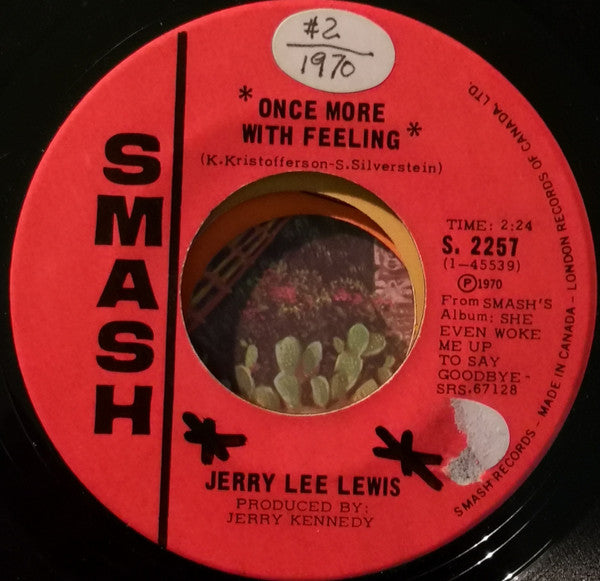 #2
1970
* ONCE MORE
WITH FEELING *
(K.Kristofferson-S.Silverstein)
SMASH
TIME: 2:24
S. 2257
(1-45539)
Ⓟ1970
From SMASH'S
Album: SHE
EVEN WOKE
ME UP
TO SAY
GOODBYE-
SRS.67128
JERRY LEE LEWIS
PRODUCED BY:
JERRY KENNEDY
SMASH RECORDS - MADE IN CANADA - LONDON RECORDS OF CANADA, LTD.